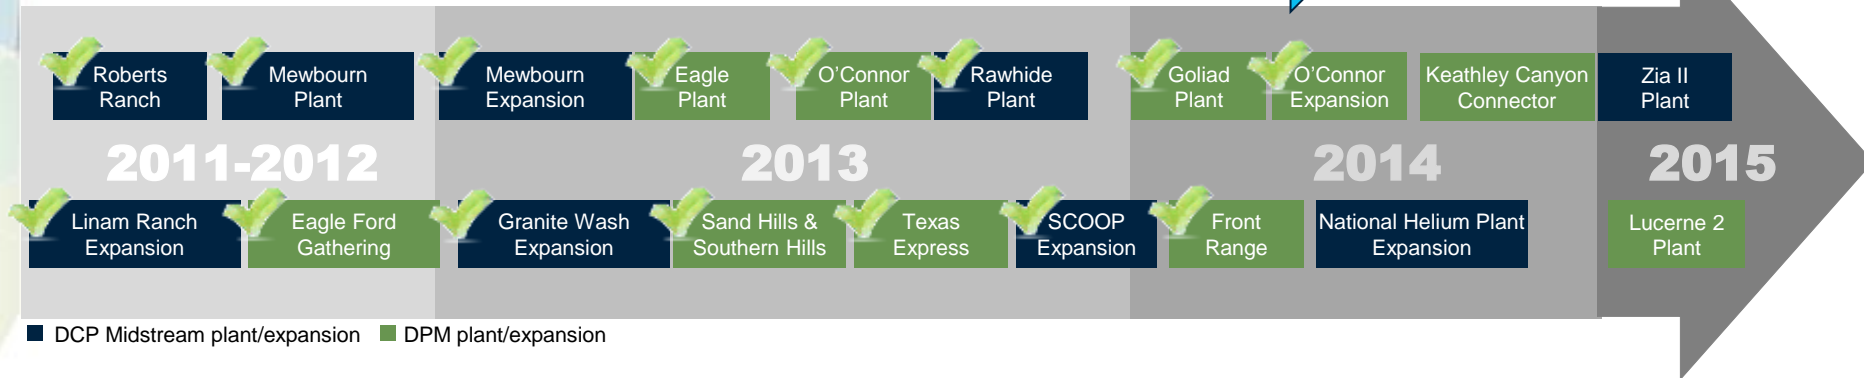 Roberts
Ranch
Mewbourn
Plant
Mewbourn
Expansion
Eagle
Plant
O'Connor
Plant
Rawhide
Plant
Goliad
Plant
O'Connor
Expansion
Keathley Canyon
Connector
Zia II
Plant
2011-2012
2013
2014
2015
Linam Ranch
Expansion
Eagle Ford
Gathering
Granite Wash
Expansion
Sand Hills &
Southern Hills
Texas
Express
SCOOP
Expansion
Front
Range
National Helium Plant
Expansion
Lucerne 2
Plant
DCP Midstream plant/expansion
DPM plant/expansion